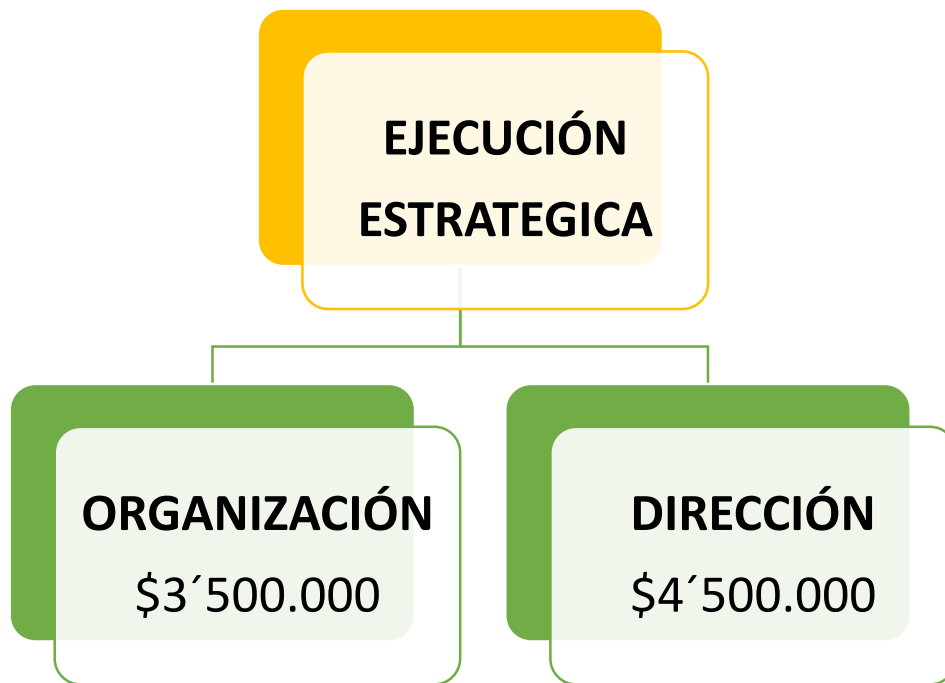 EJECUCIÓN
ESTRATEGICA
ORGANIZACIÓN
$3´500.000
DIRECCIÓN
$4´500.000